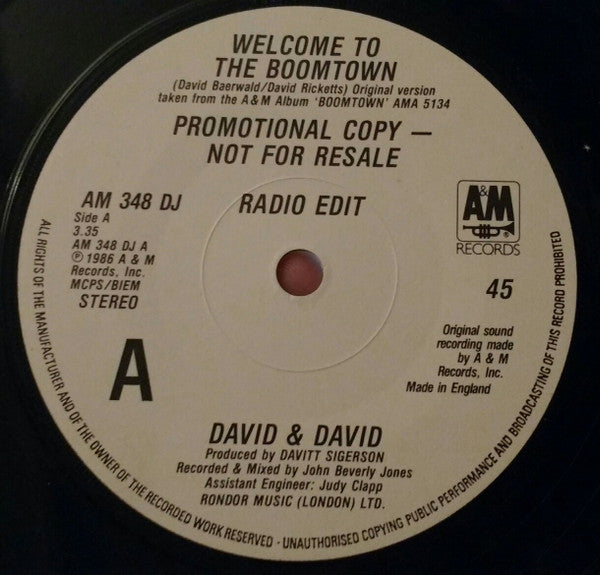 WELCOME TO
THE BOOMTOWN
(David Baerwald/David Ricketts) Original version
taken from the A&M Album 'BOOMTOWN' AMA 5134
PROMOTIONAL COPY —
NOT FOR RESALE
AM 348 DJ
RADIO EDIT
Side A
3.35
AM 348 DJ A
℗ 1986 A & M
Records, Inc.
MCPS/BIEM
STEREO
A&M
®
RECORDS
45
Original sound
recording made
by A & M
Records, Inc.
Made in England
A
DAVID & DAVID
Produced by DAVITT SIGERSON
Recorded & Mixed by John Beverly Jones
Assistant Engineer: Judy Clapp
RONDOR MUSIC (LONDON) LTD.
ALL RIGHTS OF THE MANUFACTURER AND OF THE OWNER OF THE RECORDED WORK RESERVED - UNAUTHORISED COPYING PUBLIC PERFORMANCE AND BROADCASTING OF THIS RECORD PROHIBITED